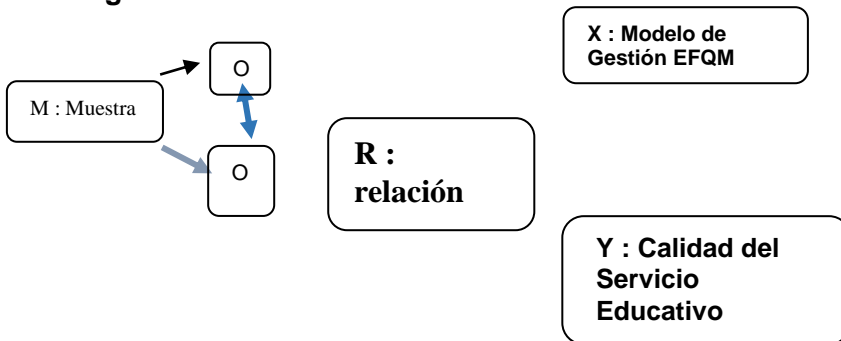 X : Modelo de
Gestión EFQM
O
M : Muestra
R :
relación
O
Y : Calidad del
Servicio
Educativo